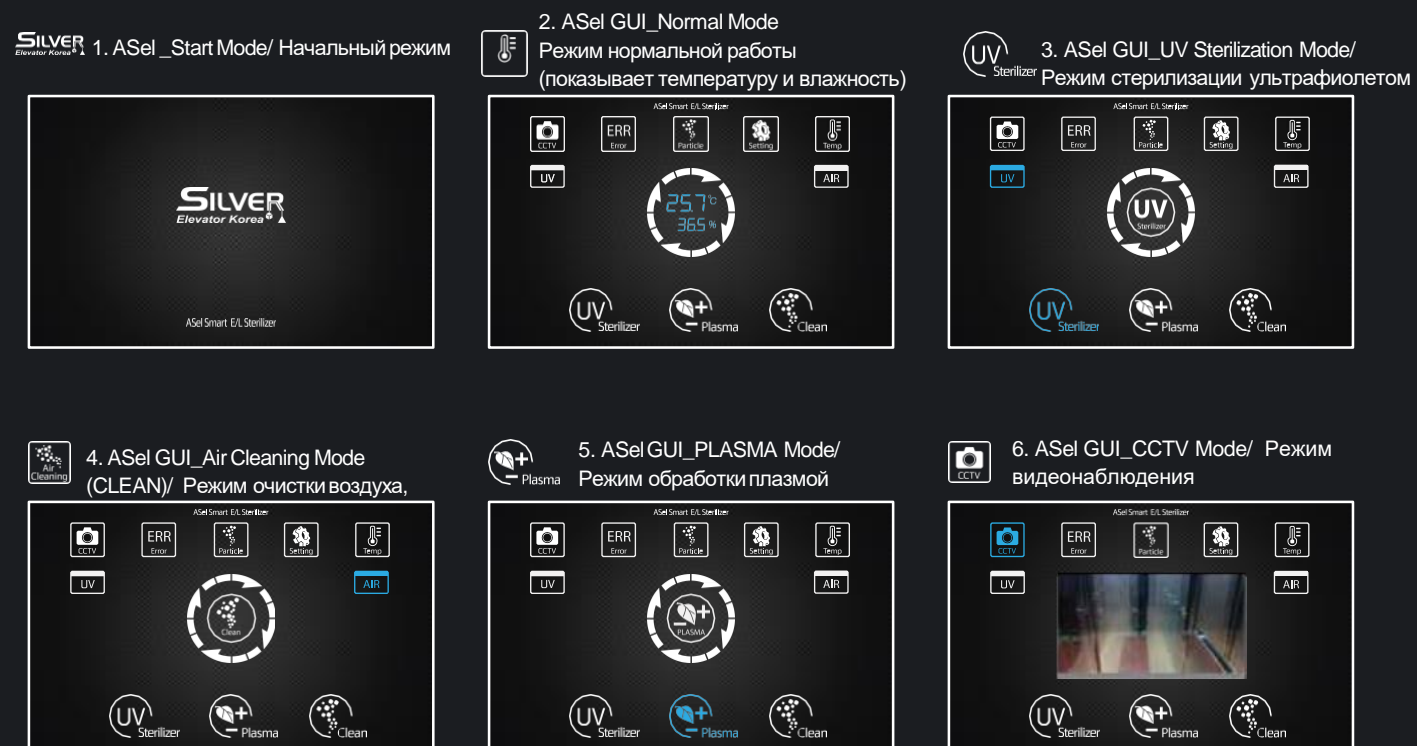 SILVER
Elevator Korea
1. ASel _Start Mode/ Начальный режим
2. ASel GUI_Normal Mode
Режим нормальной работы
(показывает температуру и влажность)
UV
Sterilizer
3. ASel GUI_UV Sterilization Mode/
Режим стерилизации ультрафиолетом
SILVER
Elevator Korea
ASel Smart E/L Sterilizer
ASel Smart E/L Sterilizer
CCTV
ERR
Error
Particle
Setting
Temp
UV
AIR
25.7°C
36.5 %
UV
Sterilizer
Plasma
Clean
ASel Smart E/L Sterilizer
CCTV
ERR
Error
Particle
Setting
Temp
UV
AIR
UV
Sterilizer
UV
Sterilizer
Plasma
Clean
Air
Cleaning
4. ASel GUI_Air Cleaning Mode
(CLEAN)/ Режим очистки воздуха,
Plasma
5. ASel GUI_PLASMA Mode/
Режим обработки плазмой
CCTV
6. ASel GUI_CCTV Mode/ Режим
видеонаблюдения
ASel Smart E/L Sterilizer
CCTV
ERR
Error
Particle
Setting
Temp
UV
AIR
Clean
UV
Sterilizer
Plasma
Clean
ASel Smart E/L Sterilizer
CCTV
ERR
Error
Particle
Setting
Temp
UV
AIR
PLASMA
UV
Sterilizer
Plasma
Clean
ASel Smart E/L Sterilizer
CCTV
ERR
Error
Particle
Setting
Temp
UV
AIR
UV
Sterilizer
Plasma
Clean